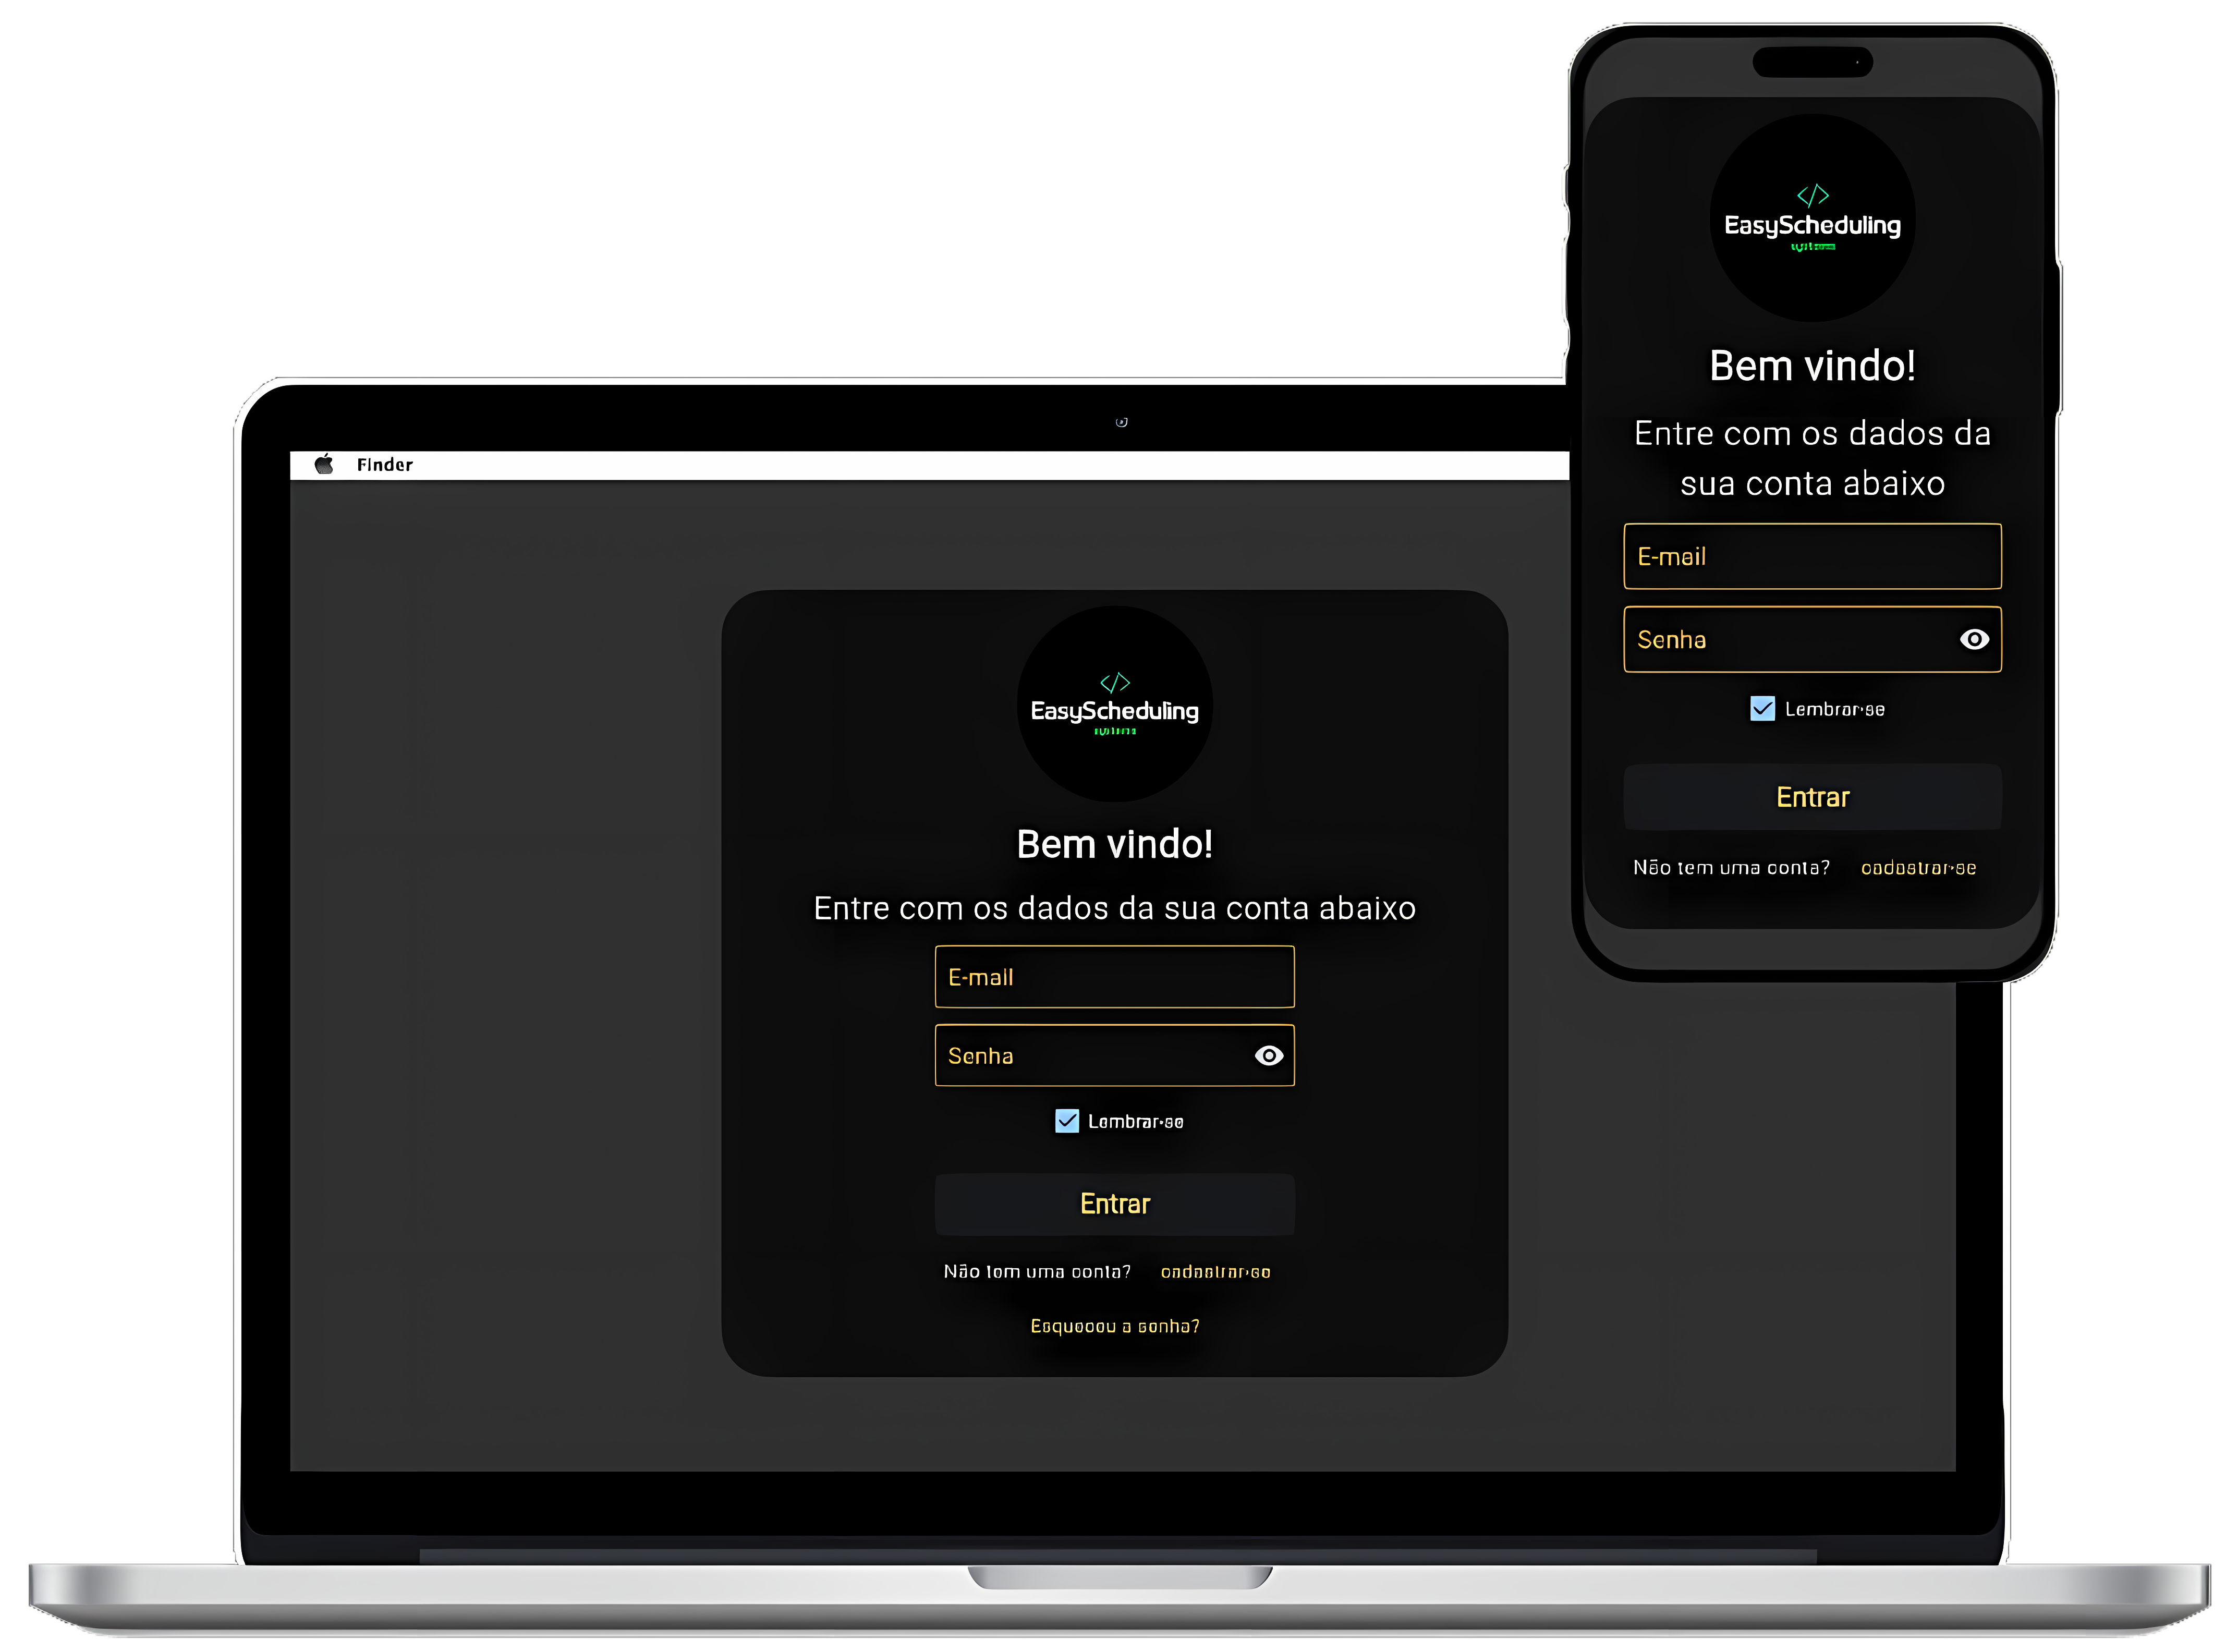 Finder
EasyScheduling
Bem vindo!
Entre com os dados da sua conta abaixo
E-mail
Senha
Lembrar-se
Entrar
Não tem uma conta? cadastrar-se
Esqueceu a senha?
EasyScheduling
Bem vindo!
Entre com os dados da
sua conta abaixo
E-mail
Senha
Lembrar-se
Entrar
Não tem uma conta? cadastrar-se